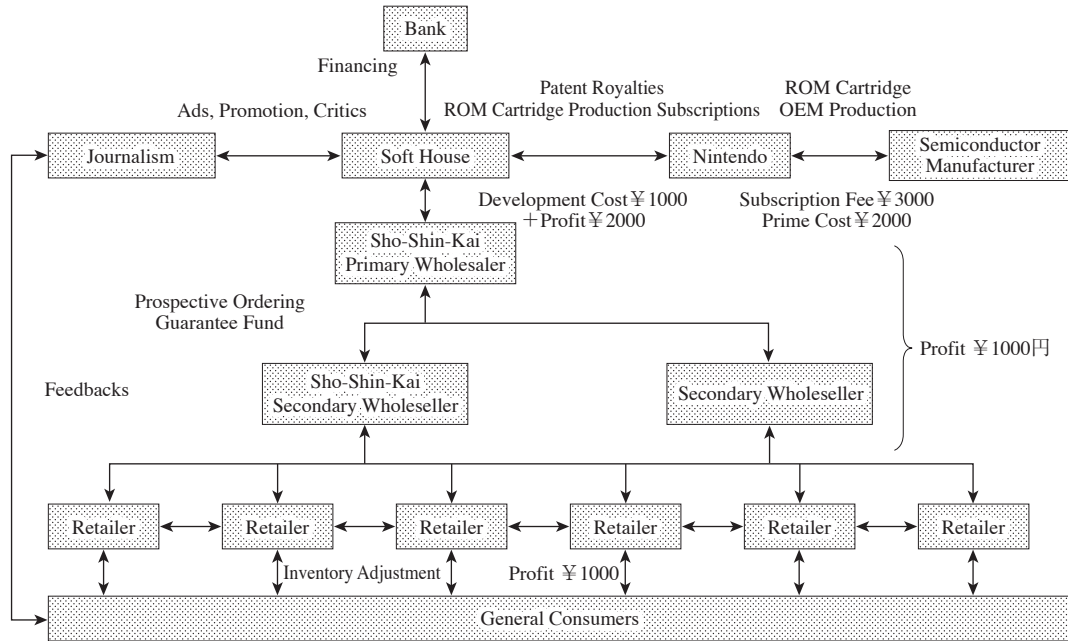 Bank
Financing
Patent Royalties
ROM Cartridge Production Subscriptions
ROM Cartridge
OEM Production
Ads, Promotion, Critics
Journalism
Soft House
Nintendo
Semiconductor
Manufacturer
Development Cost¥1000
+Profit¥2000
Subscription Fee¥3000
Prime Cost¥2000
Sho-Shin-Kai
Primary Wholesaler
Prospective Ordering
Guarantee Fund
Profit ¥1000円
Feedbacks
Sho-Shin-Kai
Secondary Wholeseller
Secondary Wholeseller
Retailer
Retailer
Retailer
Retailer
Retailer
Retailer
Inventory Adjustment
Profit ¥1000
General Consumers